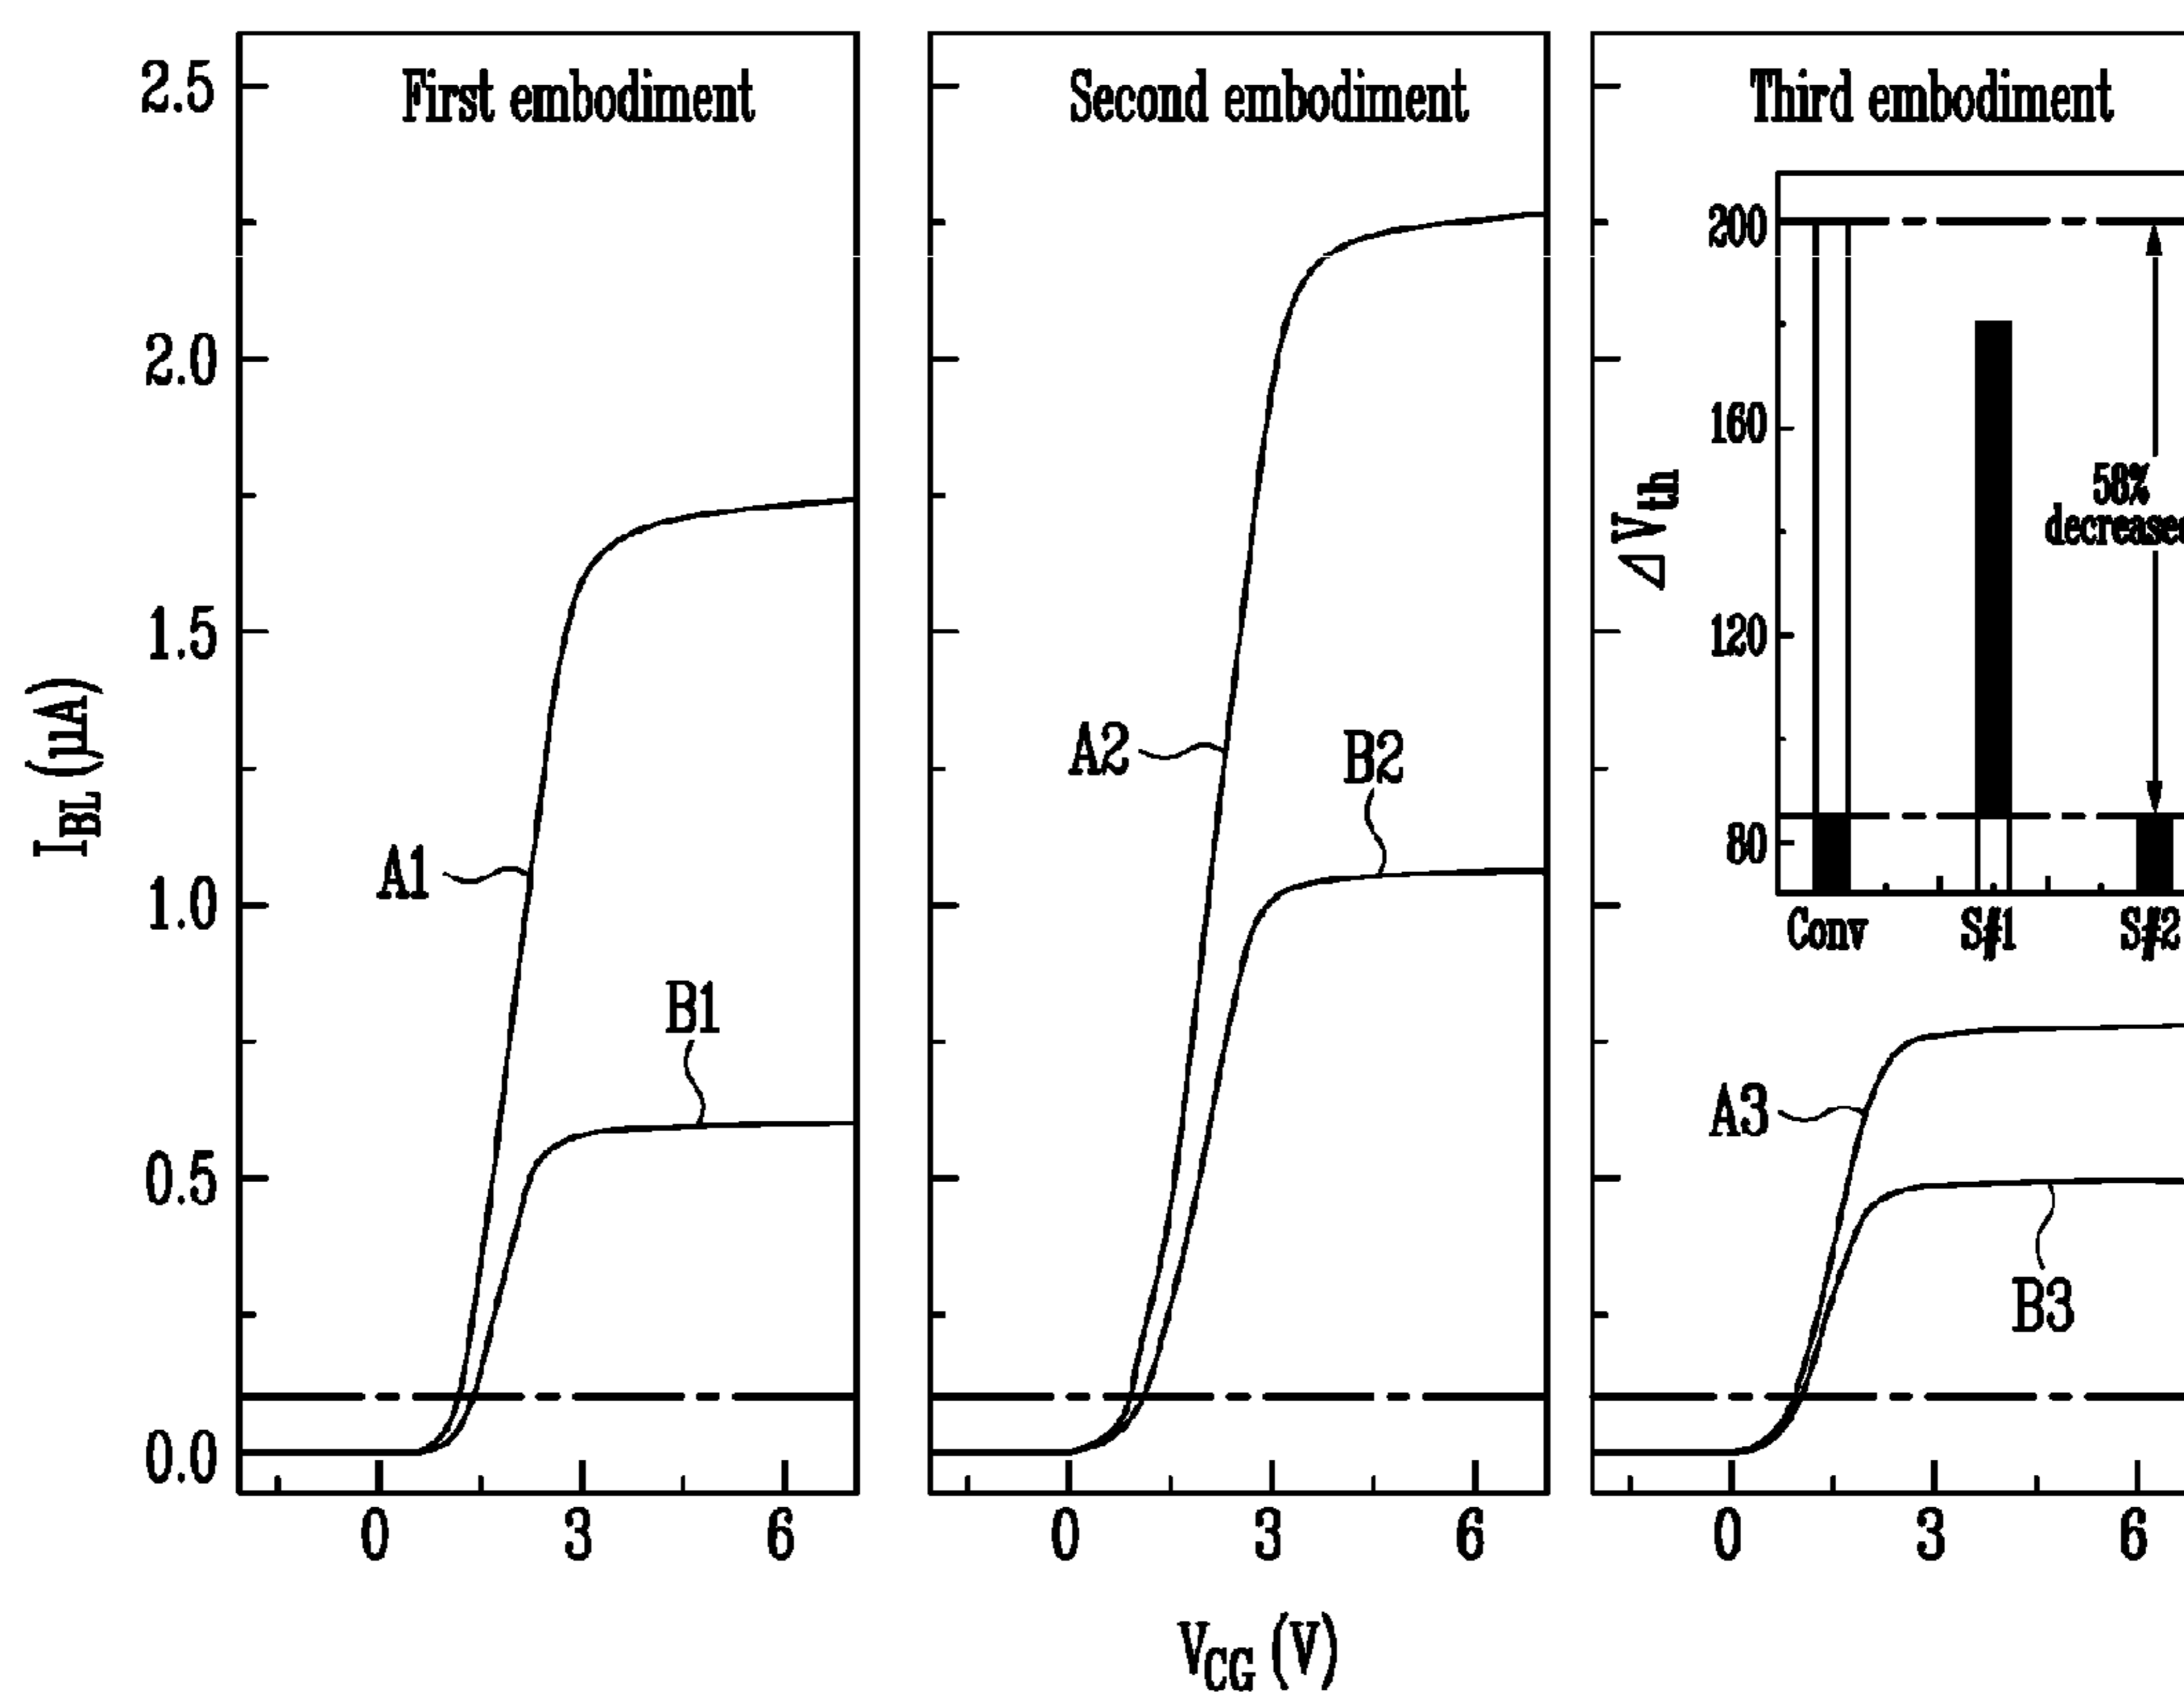 First embodiment
Second embodiment
Third embodiment
2.5
2.0
1.5
1.0
0.5
0.0
IBL (μA)
A1
B1
A2
B2
A3
B3
200
160
120
80
ΔVth
58%
decreased
Conv
S#1
S#2
0
3
6
0
3
6
0
3
6
VCG (V)